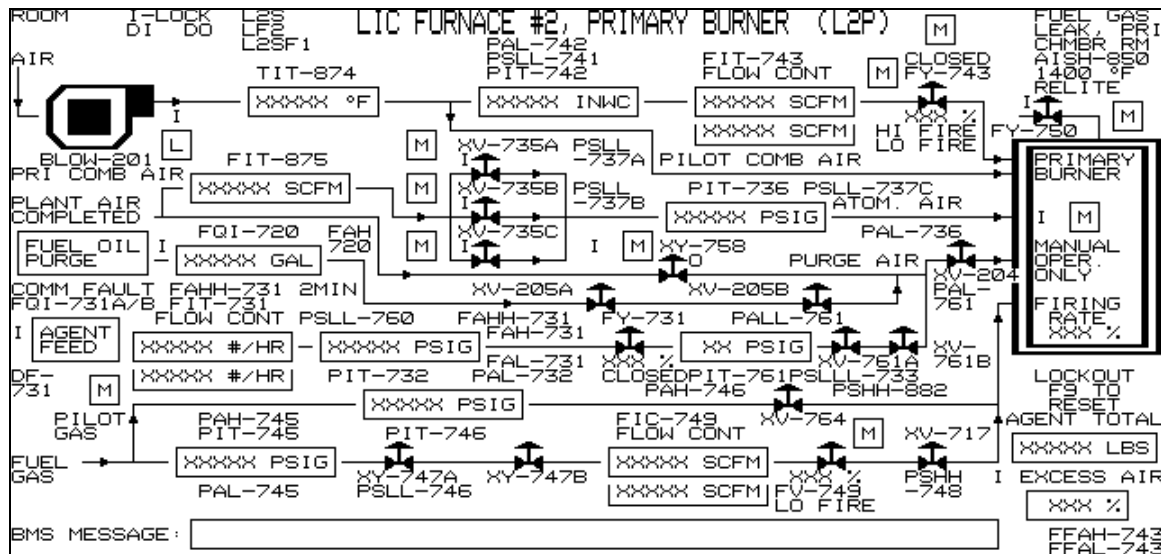 ROOM I-LOCK L2S LIC FURNACE #2, PRIMARY BURNER (L2P) M FUEL GAS
DI DO LF2 LEAK, PRI
L2SF1 PAL-742 CHMBR RM
AIR PSLL-741 FIT-743 CLOSED AISH-850
TIT-874 PIT-742 FLOW CONT M FY-743 1400 °F
RELITE
XXXXX °F XXXXX INWC XXXXX SCFM I
I XXX % M
L M XXXXX SCFM HI FIRE FY-750
BLOW-201 FIT-875 XV-735A PSLL LO FIRE
PRI COMB AIR I -737A PILOT COMB AIR PRIMARY
BURNER
XXXXX SCFM M XV-735B PSLL PIT-736 PSLL-737C
PLANT AIR I -737B ATOM. AIR
COMPLETED XXXXX PSIG I M
FQI-720 FAH XV-735C PAL-736
FUEL OIL I 720 M I I M XY-758
PURGE XXXXX GAL O PURGE AIR MANUAL
OPER.
XV-204 ONLY
COMM FAULT FAHH-731 2MIN XV-205A XV-205B PAL-
FQI-731A/B FIT-731 761 FIRING
FLOW CONT PSLL-760 FAHH-731 FY-731 PALL-761 RATE
I AGENT FAH-731 XXX %
FEED XXXXX #/HR XXXXX PSIG XX PSIG XV-
FAL-731 XXX % XV-761A 761B
DF- XXXXX #/HR PIT-732 PAL-732 CLOSED PIT-761 PSLLL-733
731 M PAH-746 PSHH-882 LOCKOUT
F9 TO
XXXXX PSIG RESET
PILOT PAH-745 FIC-749 XV-764 AGENT TOTAL
GAS PIT-745 PIT-746 FLOW CONT M XV-717
XXXXX LBS
FUEL XXXXX PSIG XXXXX SCFM
GAS XY-747A XY-747B XXX % PSHH I EXCESS AIR
PAL-745 PSLL-746 XXXXX SCFM FV-749 -748
LO FIRE XXX %
BMS MESSAGE: FFAH-743
FFAL-743